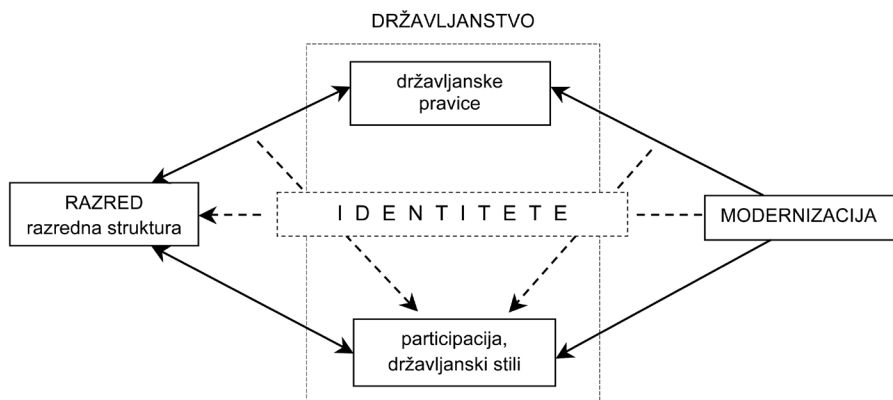 DRŽAVLJANSTVO
državljanske
pravice
RAZRED
razredna struktura
I D E N T I T E T E
MODERNIZACIJA
participacija,
državljanski stili